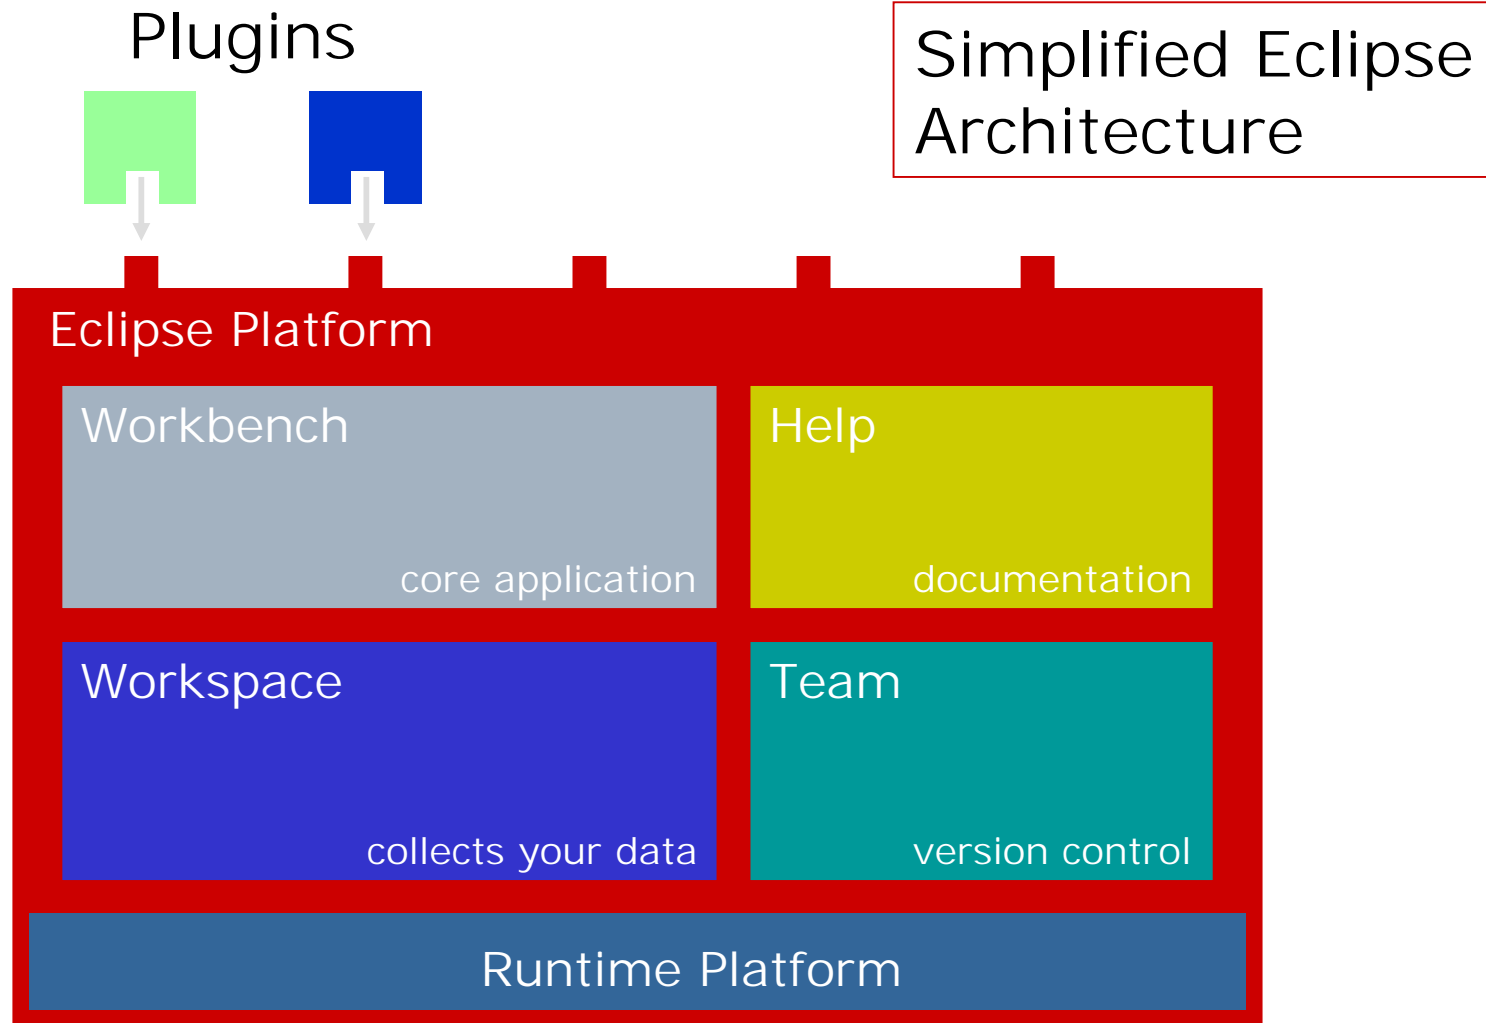 Plugins
Simplified Eclipse
Architecture
Eclipse Platform
Workbench
core application
Help
documentation
Workspace
collects your data
Team
version control
Runtime Platform